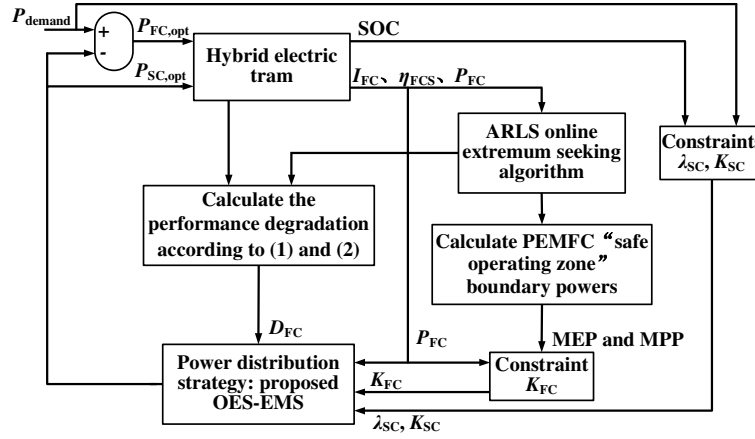 P_demand
+
-
P_FC,opt
P_SC,opt
Hybrid electric
tram
SOC
I_FC、η_FCS、P_FC
ARLS online
extremum seeking
algorithm
Constraint
λ_SC, K_SC
Calculate the
performance degradation
according to (1) and (2)
Calculate PEMFC “safe
operating zone”
boundary powers
D_FC
P_FC
MEP and MPP
Power distribution
strategy: proposed
OES-EMS
K_FC
Constraint
K_FC
λ_SC, K_SC